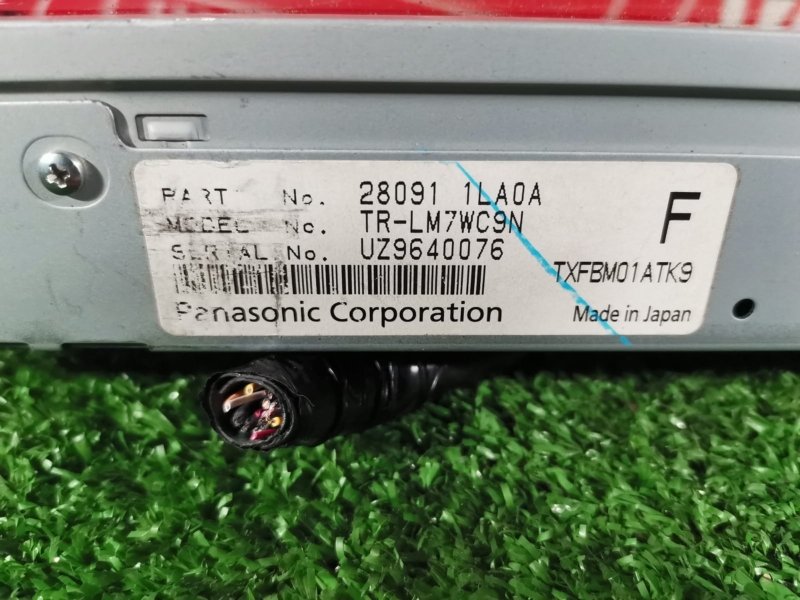 PART No. 28091 1LA0A
MODEL No. TR-LM7WC9N
SERIAL No. UZ9640076
F
TXFBM01ATK9
Panasonic Corporation
Made in Japan